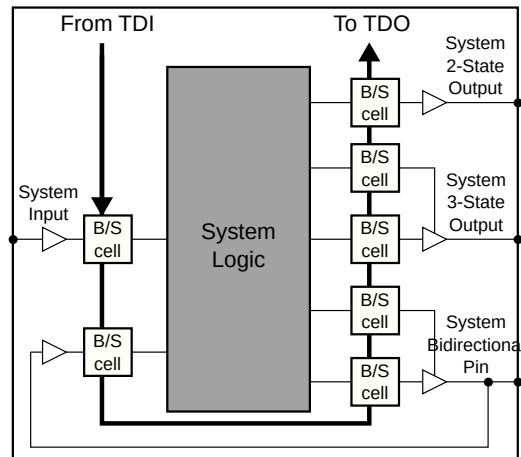 From TDI
To TDO
System
2-State
Output
B/S
cell
B/S
cell
System
Input
B/S
cell
System
Logic
B/S
cell
System
3-State
Output
B/S
cell
B/S
cell
System
Bidirectiona
Pin
B/S
cell